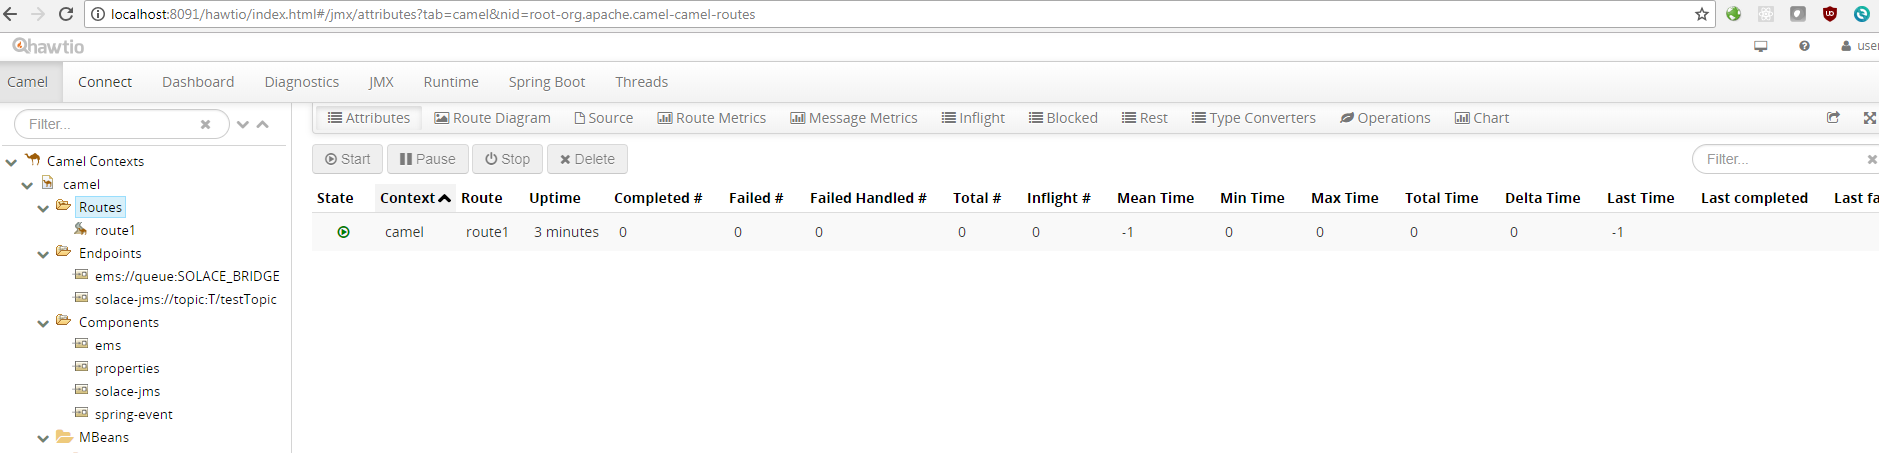 localhost:8091/hawtio/index.html#/jmx/attributes?tab=camel&nid=root-org.apache.camel-camel-routes
hawtio
user
Camel Connect Dashboard Diagnostics JMX Runtime Spring Boot Threads
Filter...
Attributes Route Diagram Source Route Metrics Message Metrics Inflight Blocked Rest Type Converters Operations Chart
Start Pause Stop Delete
Filter...
Camel Contexts
camel
Routes
route1
Endpoints
ems://queue:SOLACE_BRIDGE
solace-jms://topic:T/testTopic
Components
ems
properties
solace-jms
spring-event
MBeans
State Context Route Uptime Completed # Failed # Failed Handled # Total # Inflight # Mean Time Min Time Max Time Total Time Delta Time Last Time Last completed Last fa
camel route1 3 minutes 0 0 0 0 0 -1 0 0 0 0 -1